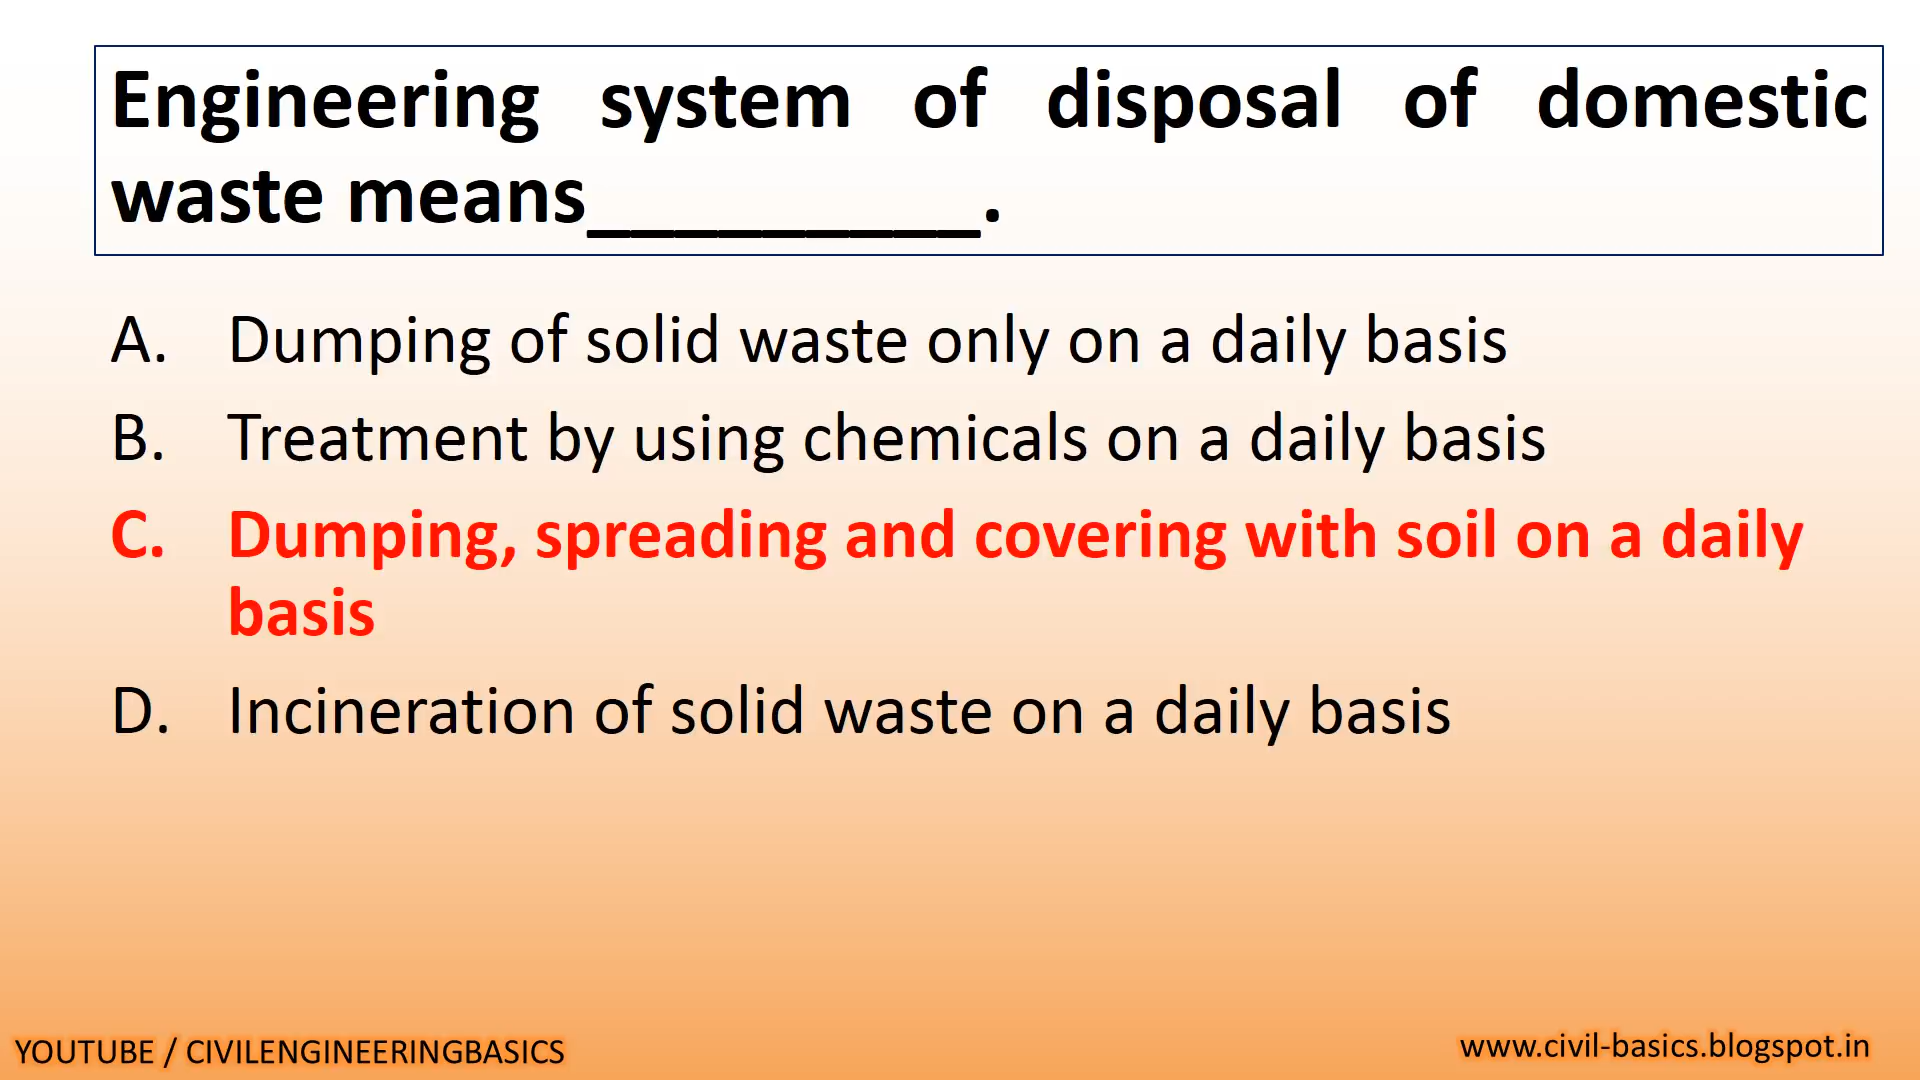 Engineering system of disposal of domestic
waste means_________.
A. Dumping of solid waste only on a daily basis
B. Treatment by using chemicals on a daily basis
C. Dumping, spreading and covering with soil on a daily
basis
D. Incineration of solid waste on a daily basis
YOUTUBE / CIVILENGINEERINGBASICS
www.civil-basics.blogspot.in